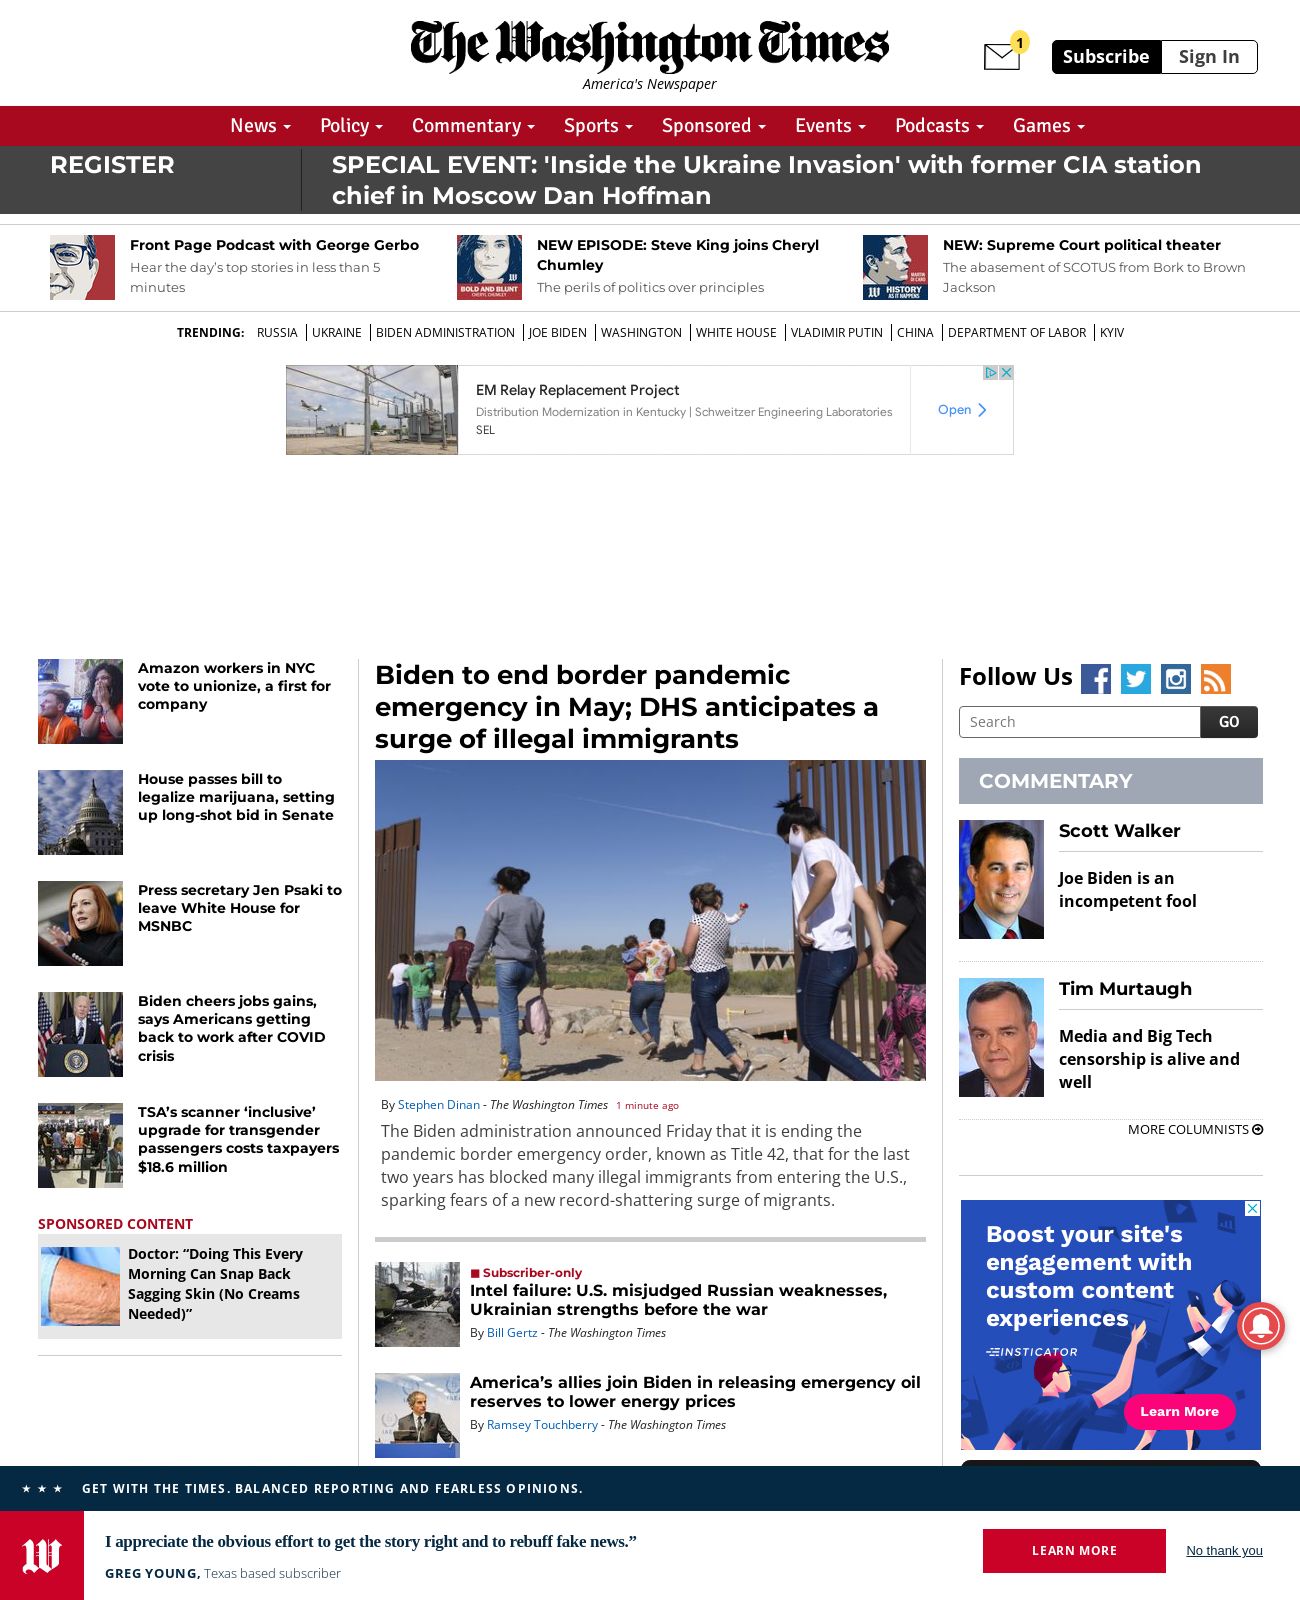 The Washington Times
America's Newspaper
1
Subscribe
Sign In
News
Policy
Commentary
Sports
Sponsored
Events
Podcasts
Games
REGISTER
SPECIAL EVENT: 'Inside the Ukraine Invasion' with former CIA station
chief in Moscow Dan Hoffman
Front Page Podcast with George Gerbo
Hear the day’s top stories in less than 5
minutes
BOLD AND BLUNT
CHERYL CHUMLEY
NEW EPISODE: Steve King joins Cheryl
Chumley
The perils of politics over principles
MARTIN
DI CARO
HISTORY
AS IT HAPPENS
NEW: Supreme Court political theater
The abasement of SCOTUS from Bork to Brown
Jackson
TRENDING: RUSSIA UKRAINE BIDEN ADMINISTRATION JOE BIDEN WASHINGTON WHITE HOUSE VLADIMIR PUTIN CHINA DEPARTMENT OF LABOR KYIV
EM Relay Replacement Project
Distribution Modernization in Kentucky | Schweitzer Engineering Laboratories
SEL
Open
Amazon workers in NYC
vote to unionize, a first for
company
House passes bill to
legalize marijuana, setting
up long-shot bid in Senate
Press secretary Jen Psaki to
leave White House for
MSNBC
Biden cheers jobs gains,
says Americans getting
back to work after COVID
crisis
TSA’s scanner ‘inclusive’
upgrade for transgender
passengers costs taxpayers
$18.6 million
SPONSORED CONTENT
Doctor: “Doing This Every
Morning Can Snap Back
Sagging Skin (No Creams
Needed)”
Biden to end border pandemic
emergency in May; DHS anticipates a
surge of illegal immigrants
By Stephen Dinan - The Washington Times 1 minute ago
The Biden administration announced Friday that it is ending the
pandemic border emergency order, known as Title 42, that for the last
two years has blocked many illegal immigrants from entering the U.S.,
sparking fears of a new record-shattering surge of migrants.
Subscriber-only
Intel failure: U.S. misjudged Russian weaknesses,
Ukrainian strengths before the war
By Bill Gertz - The Washington Times
America’s allies join Biden in releasing emergency oil
reserves to lower energy prices
By Ramsey Touchberry - The Washington Times
Follow Us
Search
GO
COMMENTARY
Scott Walker
Joe Biden is an
incompetent fool
Tim Murtaugh
Media and Big Tech
censorship is alive and
well
MORE COLUMNISTS
Boost your site's
engagement with
custom content
experiences
INSTICATOR
Learn More
GET WITH THE TIMES. BALANCED REPORTING AND FEARLESS OPINIONS.
W
I appreciate the obvious effort to get the story right and to rebuff fake news.”
GREG YOUNG, Texas based subscriber
LEARN MORE
No thank you